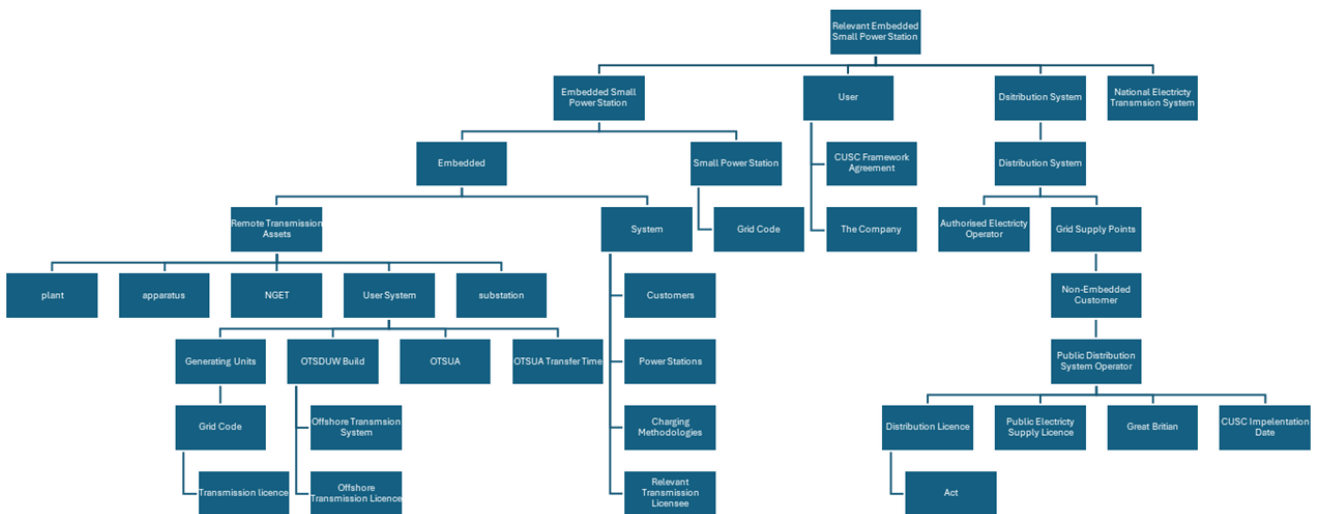 Relevant Embedded
Small Power Station
Embedded Small
Power Station
User
Dsitribution System
National Electricty
Transmsion System
Embedded
Small Power Station
CUSC Framework
Agreement
Distribution System
Remote Transmission
Assets
System
Grid Code
The Company
Authorised Electricty
Operator
Grid Supply Points
plant
apparatus
NGET
User System
substation
Customers
Non-Embedded
Customer
Generating Units
OTSDUW Build
OTSUA
OTSUA Transfer Time
Power Stations
Public Distribution
System Operator
Grid Code
Offshore Transmsion
System
Charging
Methodologies
Distribution Licence
Public Electricity
Supply Licence
Great Britian
CUSC Impelentation
Date
Transmission licence
Offshore
Transmission Licence
Relevant
Transmission
Licensee
Act